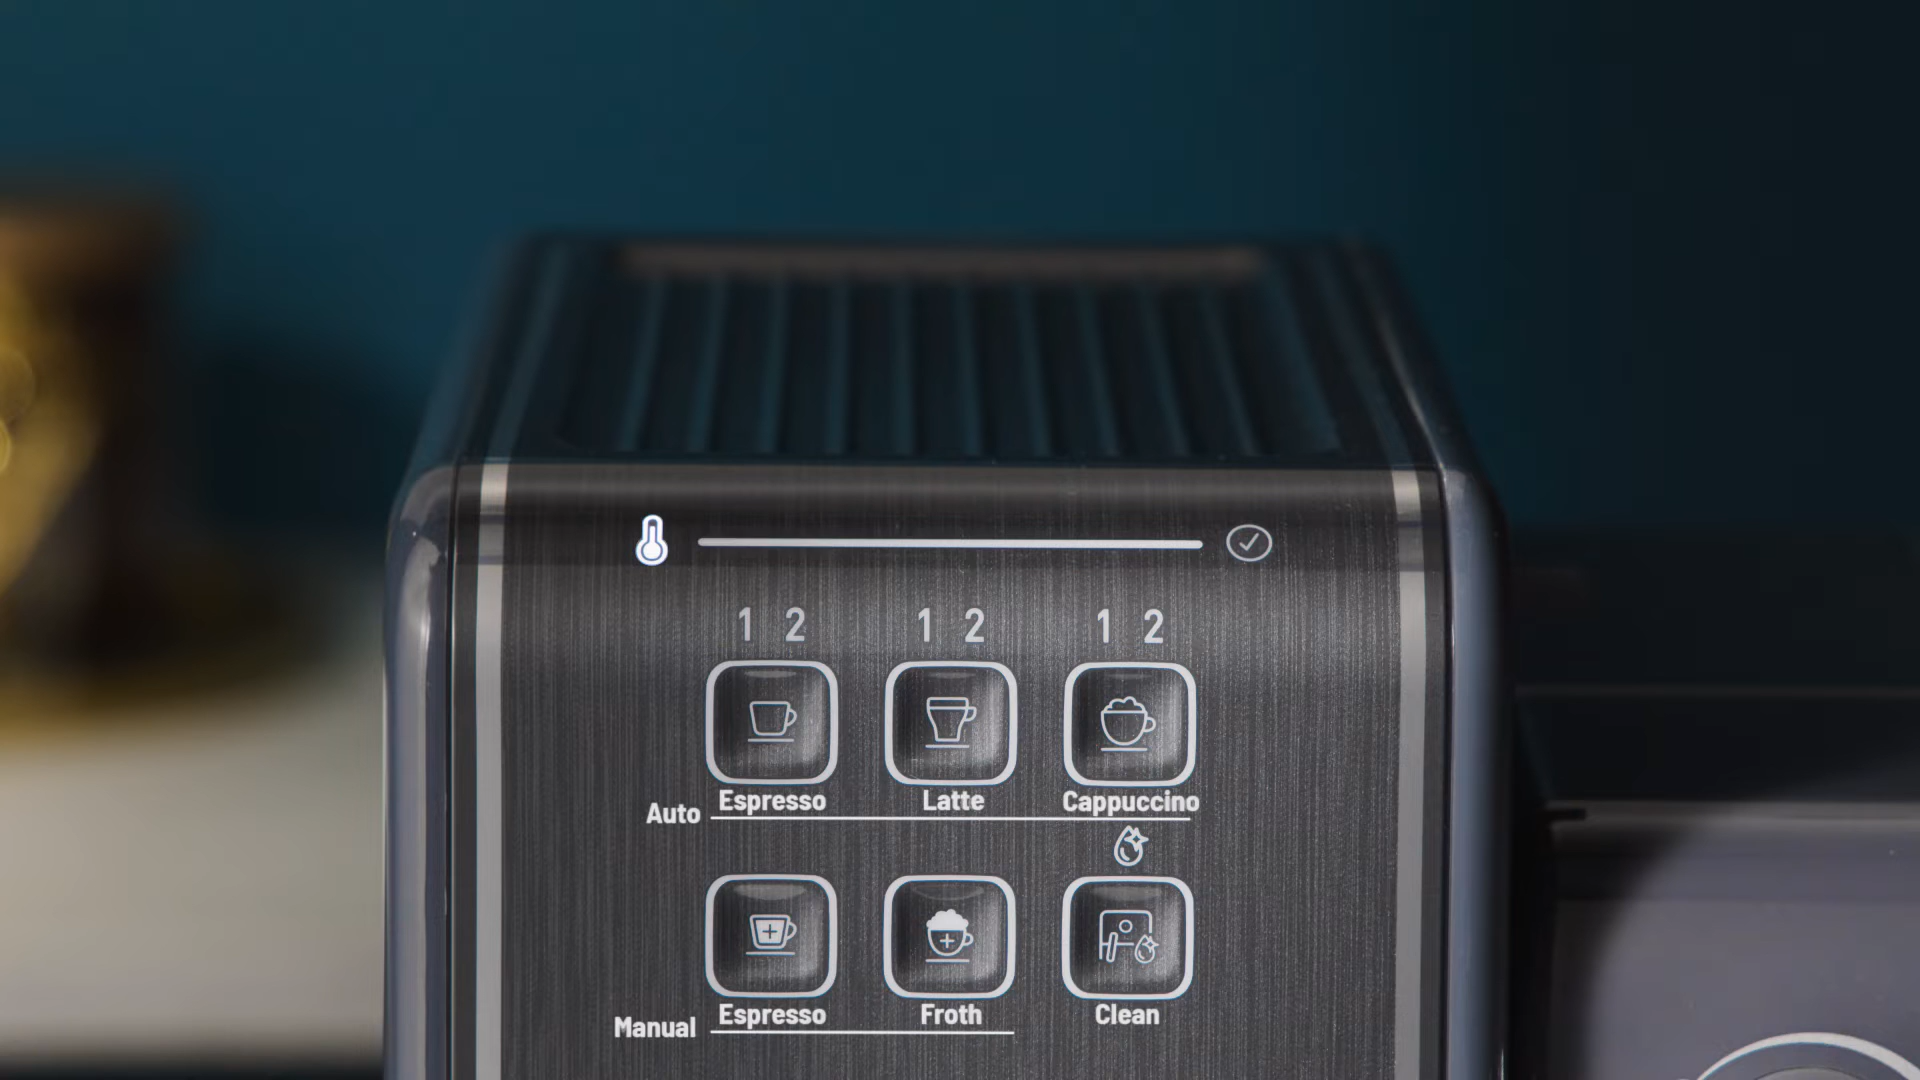 1 2 1 2 1 2
Auto Espresso Latte Cappuccino
Manual Espresso Froth Clean